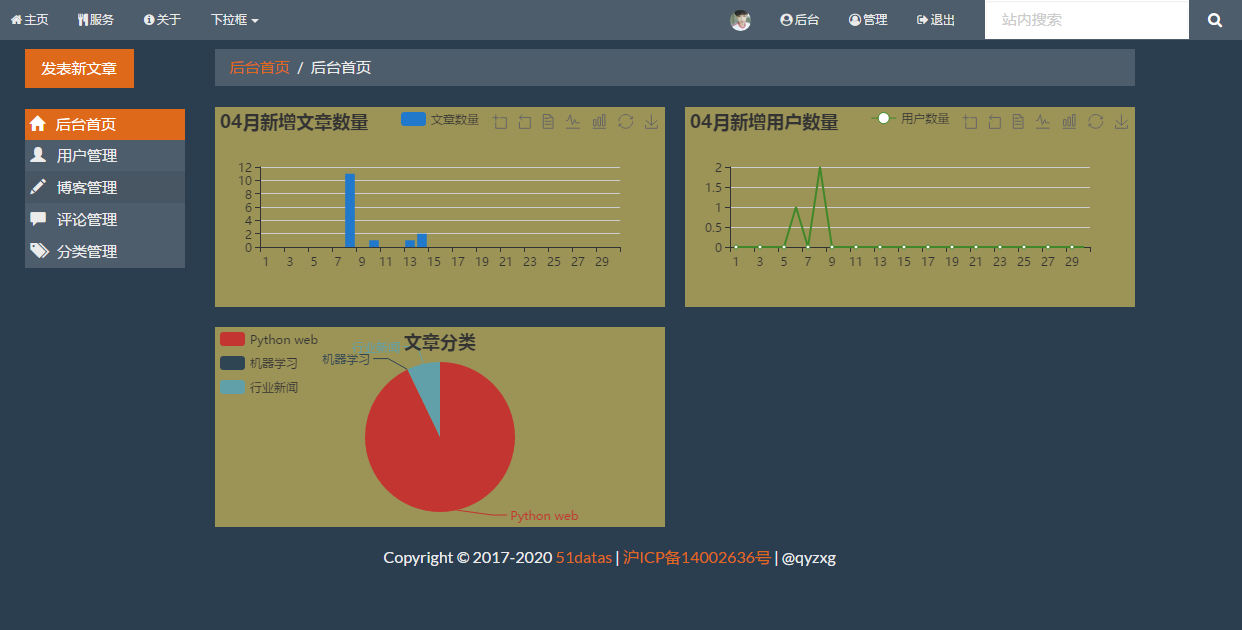 主页 服务 关于 下拉框 后台 管理 退出 站内搜索
发表新文章
后台首页 / 后台首页
后台首页
用户管理
博客管理
评论管理
分类管理
04月新增文章数量 文章数量
12
10
8
6
4
2
0
1 3 5 7 9 11 13 15 17 19 21 23 25 27 29
04月新增用户数量 用户数量
2
1.5
1
0.5
0
1 3 5 7 9 11 13 15 17 19 21 23 25 27 29
文章分类
Python web
机器学习
行业新闻
行业新闻
机器学习
Python web
Copyright © 2017-2020 51datas | 沪ICP备14002636号 | @qyzxg